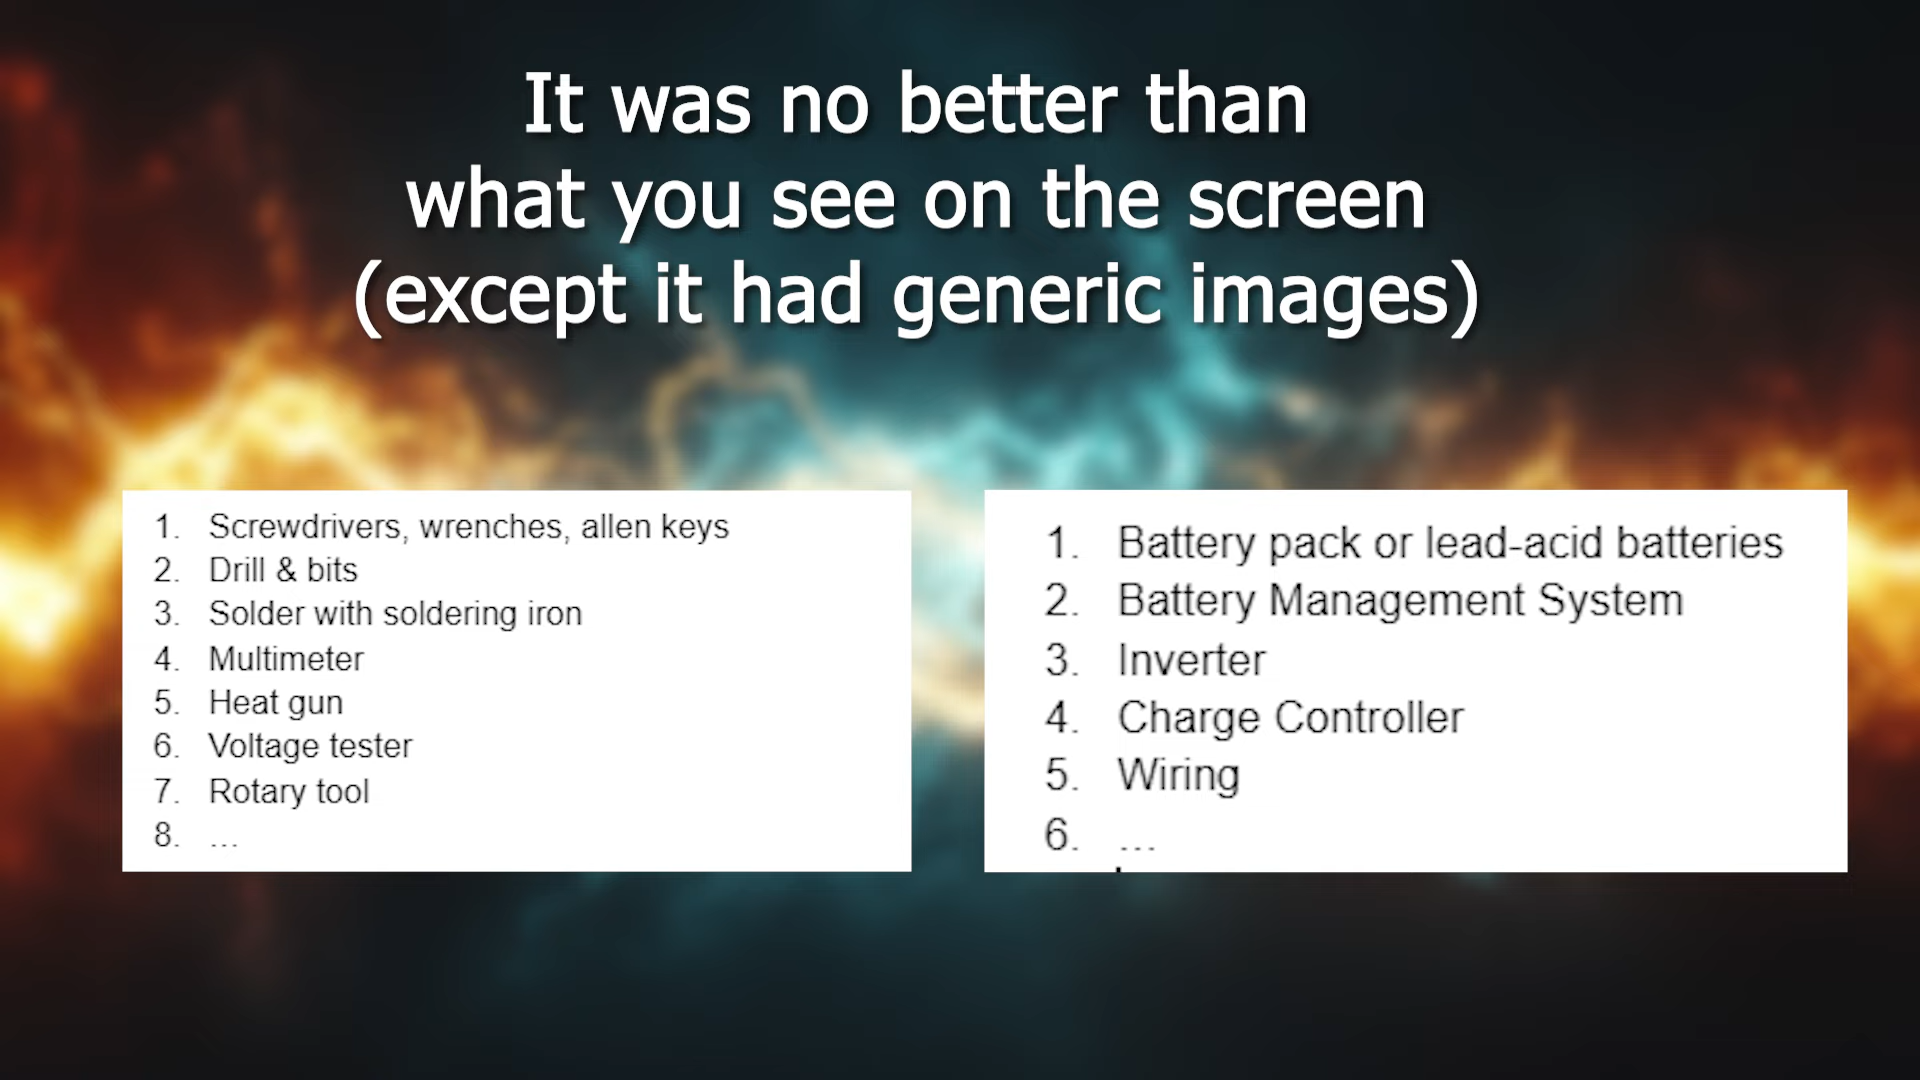 It was no better than
what you see on the screen
(except it had generic images)
1. Screwdrivers, wrenches, allen keys
2. Drill & bits
3. Solder with soldering iron
4. Multimeter
5. Heat gun
6. Voltage tester
7. Rotary tool
8. ...
1. Battery pack or lead-acid batteries
2. Battery Management System
3. Inverter
4. Charge Controller
5. Wiring
6. ...